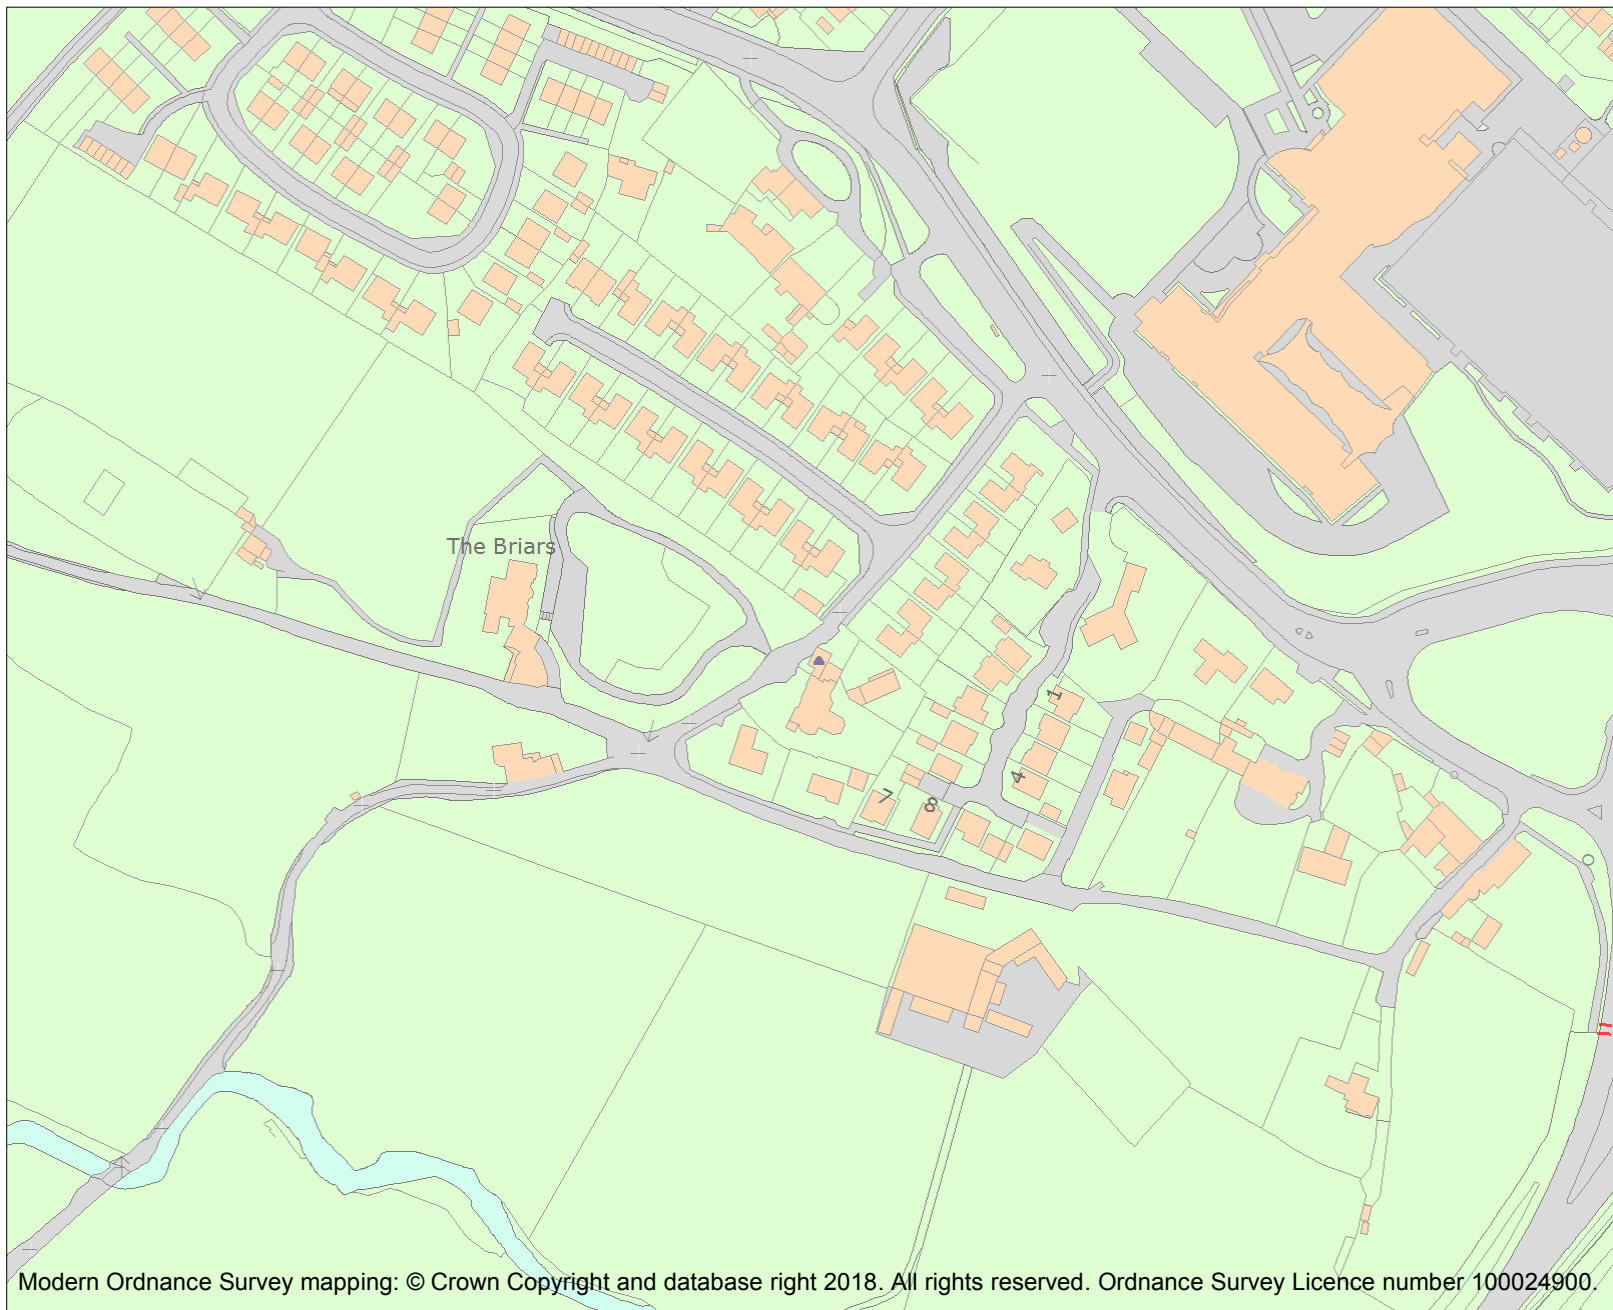 The Briars
1
4
7
8
Modern Ordnance Survey mapping: © Crown Copyright and database right 2018. All rights reserved. Ordnance Survey Licence number 100024900.